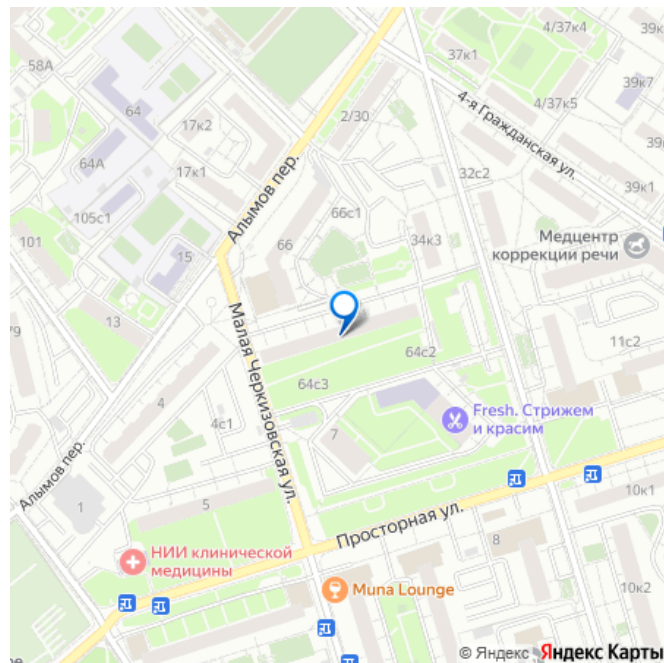 4/37к4
37к1
39к
39к7
58А
64
17к2
2/30
4/37к5
4-я Гражданская ул.
64А
17к1
Алымов пер.
32с2
39к1
105с1
66с1
101
15
66
34к3
Медцентр
коррекции речи
79
13
Малая Черкизовская ул.
11с2
64с2
64с3
4
4с1
7
Fresh. Стрижем
и красим
Алымов пер.
1
5
10к1
Просторная ул.
8
НИИ клинической
медицины
Muna Lounge
10к2
© Яндекс Яндекс Карты